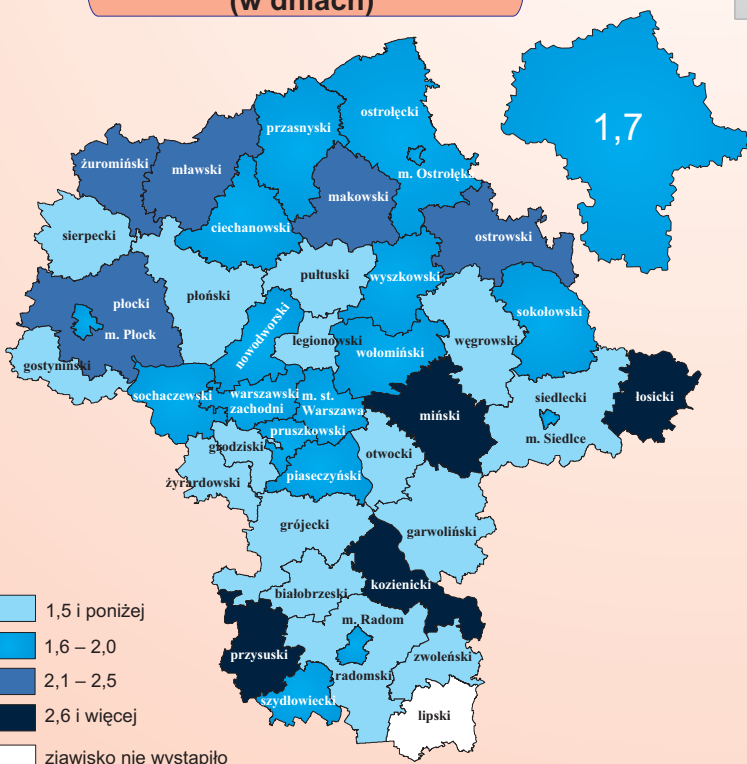 (w dniach)
1,7
ostrołęcki
przasnyski
żuromiński
mławski
m. Ostrołęka
makowski
ciechanowski
sierpecki
ostrowski
płoński
pułtuski
wyszkowski
płocki
m. Płock
nowodworski
sokołowski
legionowski
wołomiński
węgrowski
gostyniński
sochaczewski
warszawski
zachodni
m. st.
Warszawa
miński
siedlecki
łosicki
pruszkowski
m. Siedlce
grodziski
otwocki
żyrardowski
piaseczyński
grójecki
garwoliński
białobrzeski
kozienicki
m. Radom
przysuski
zwoleński
radomski
szydłowiecki
lipski
1,5 i poniżej
1,6 – 2,0
2,1 – 2,5
2,6 i więcej
zjawisko nie wystąpiło